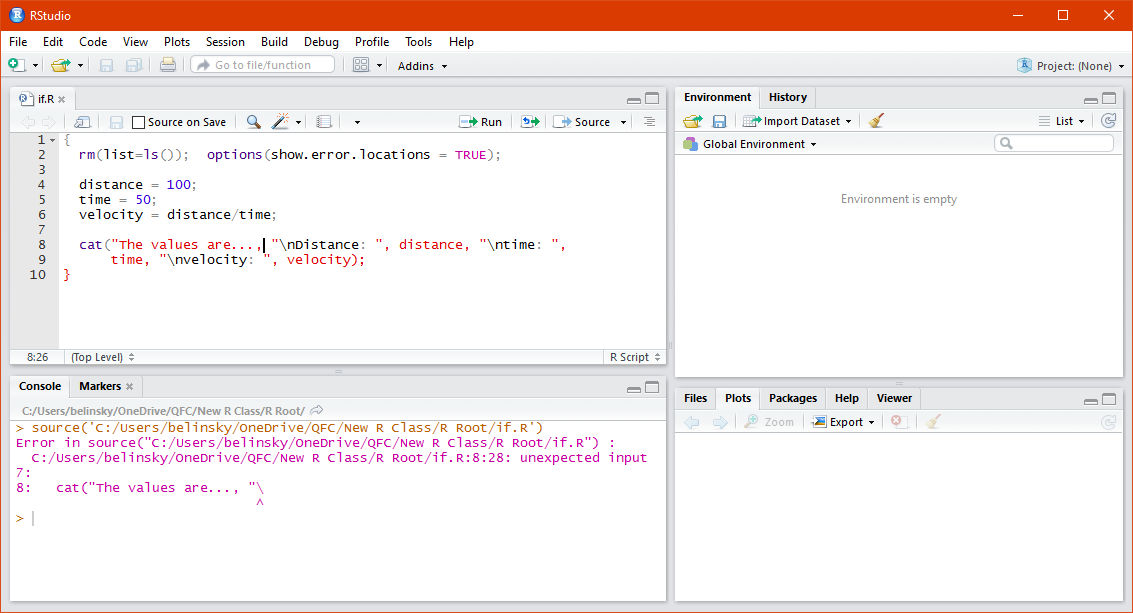 RStudio
File Edit Code View Plots Session Build Debug Profile Tools Help
Go to file/function Addins Project: (None)
if.R
Source on Save Run Source
1 {
2 rm(list=ls()); options(show.error.locations = TRUE);
3
4 distance = 100;
5 time = 50;
6 velocity = distance/time;
7
8 cat("The values are..., "\nDistance: ", distance, "\ntime: ",
9 time, "\nvelocity: ", velocity);
10 }
8:26 (Top Level) R Script
Console Markers
C:/Users/belinsky/OneDrive/QFC/New R Class/R Root/
> source('C:/Users/belinsky/OneDrive/QFC/New R Class/R Root/if.R')
Error in source("C:/Users/belinsky/OneDrive/QFC/New R Class/R Root/if.R") :
C:/Users/belinsky/OneDrive/QFC/New R Class/R Root/if.R:8:28: unexpected input
7:
8: cat("The values are..., "\
^
>
Environment History
Import Dataset List
Global Environment
Environment is empty
Files Plots Packages Help Viewer
Zoom Export